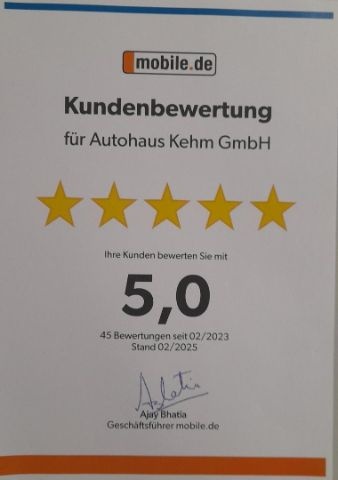 mobile.de
Kundenbewertung
für Autohaus Kehm GmbH
Ihre Kunden bewerten Sie mit
5,0
45 Bewertungen seit 02/2023
Stand 02/2025
Ajay Bhatia
Geschäftsführer mobile.de